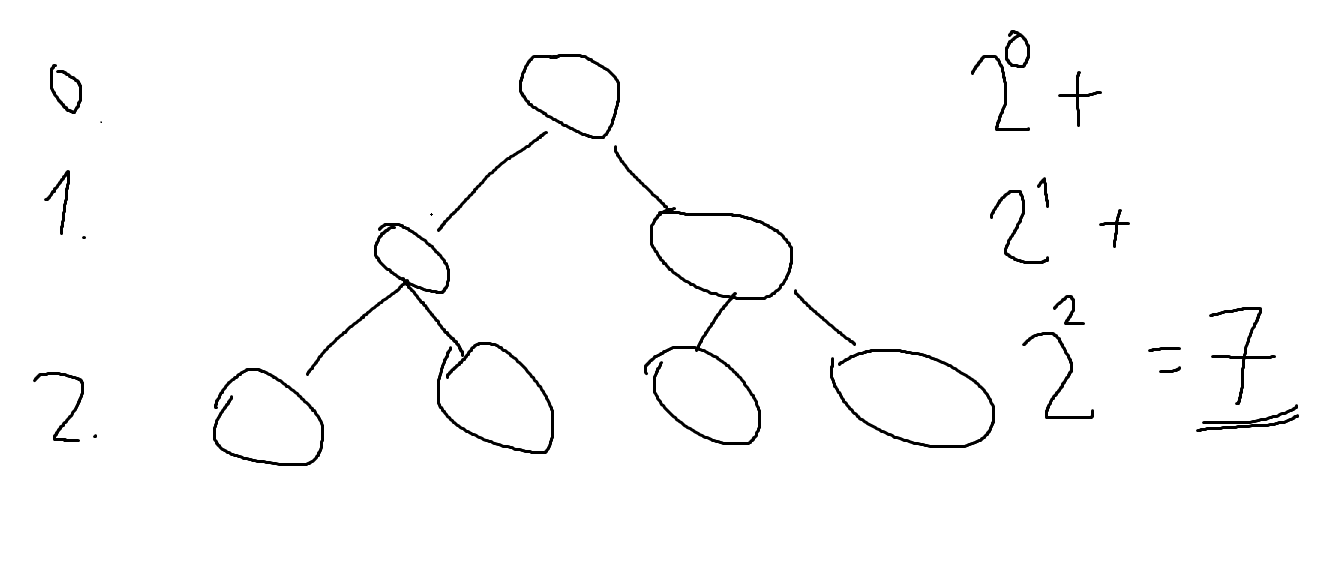 0. 2⁰ +
1. 2¹ +
2. 2² = 7